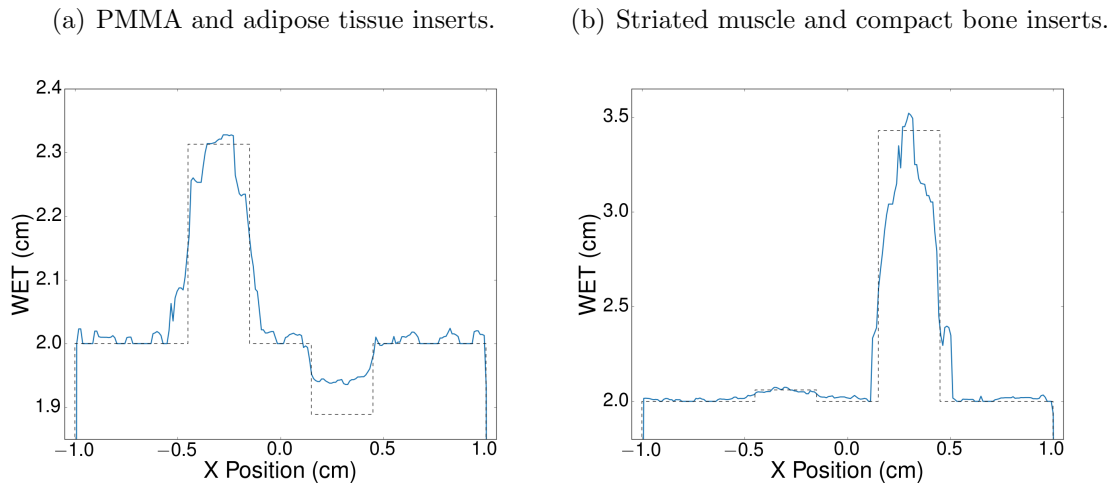 (a) PMMA and adipose tissue inserts.
2.4
2.3
2.2
2.1
2.0
1.9
WET (cm)
−1.0 −0.5 0.0 0.5 1.0
X Position (cm)
(b) Striated muscle and compact bone inserts.
3.5
3.0
2.5
2.0
WET (cm)
−1.0 −0.5 0.0 0.5 1.0
X Position (cm)